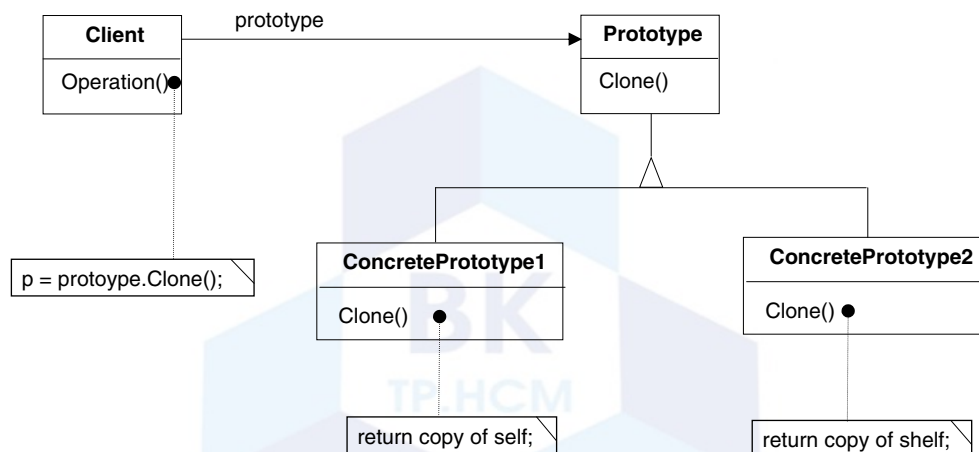 prototype
Client
Operation()
Prototype
Clone()
p = protoype.Clone();
ConcretePrototype1
Clone()
ConcretePrototype2
Clone()
BK
TP.HCM
return copy of self;
return copy of shelf;